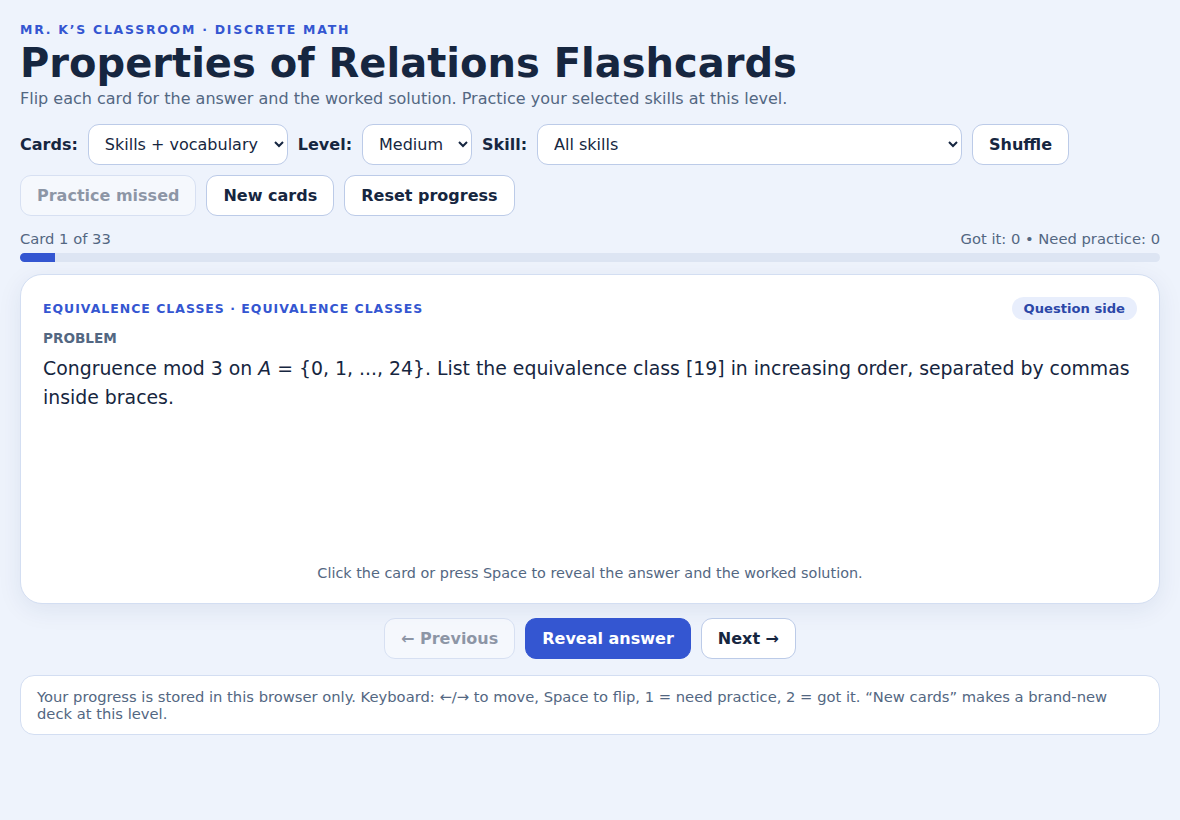 MR. K’S CLASSROOM · DISCRETE MATH
Properties of Relations Flashcards
Flip each card for the answer and the worked solution. Practice your selected skills at this level.
Cards: Skills + vocabulary Level: Medium Skill: All skills Shuffle
Practice missed New cards Reset progress
Card 1 of 33 Got it: 0 • Need practice: 0
EQUIVALENCE CLASSES · EQUIVALENCE CLASSES Question side
PROBLEM
Congruence mod 3 on A = {0, 1, ..., 24}. List the equivalence class [19] in increasing order, separated by commas
inside braces.
Click the card or press Space to reveal the answer and the worked solution.
← Previous Reveal answer Next →
Your progress is stored in this browser only. Keyboard: ←/→ to move, Space to flip, 1 = need practice, 2 = got it. “New cards” makes a brand-new
deck at this level.